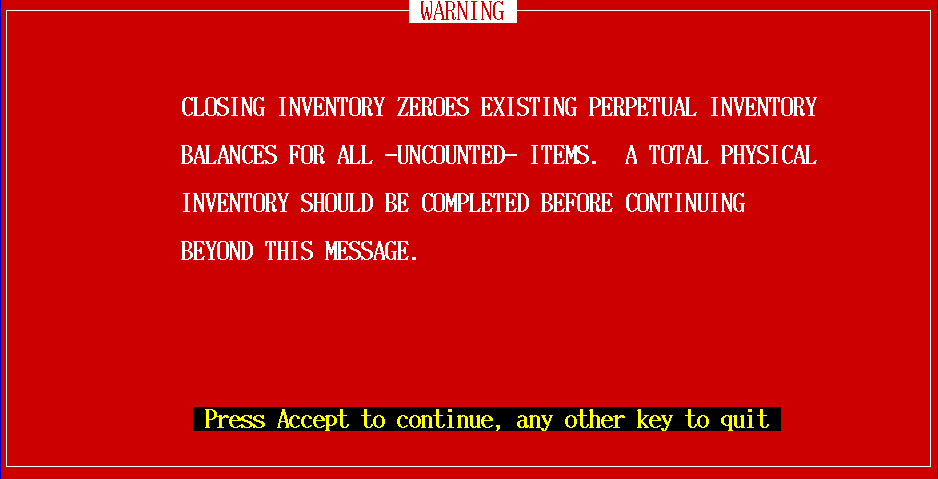 WARNING
CLOSING INVENTORY ZEROES EXISTING PERPETUAL INVENTORY
BALANCES FOR ALL -UNCOUNTED- ITEMS.  A TOTAL PHYSICAL
INVENTORY SHOULD BE COMPLETED BEFORE CONTINUING
BEYOND THIS MESSAGE.
Press Accept to continue, any other key to quit